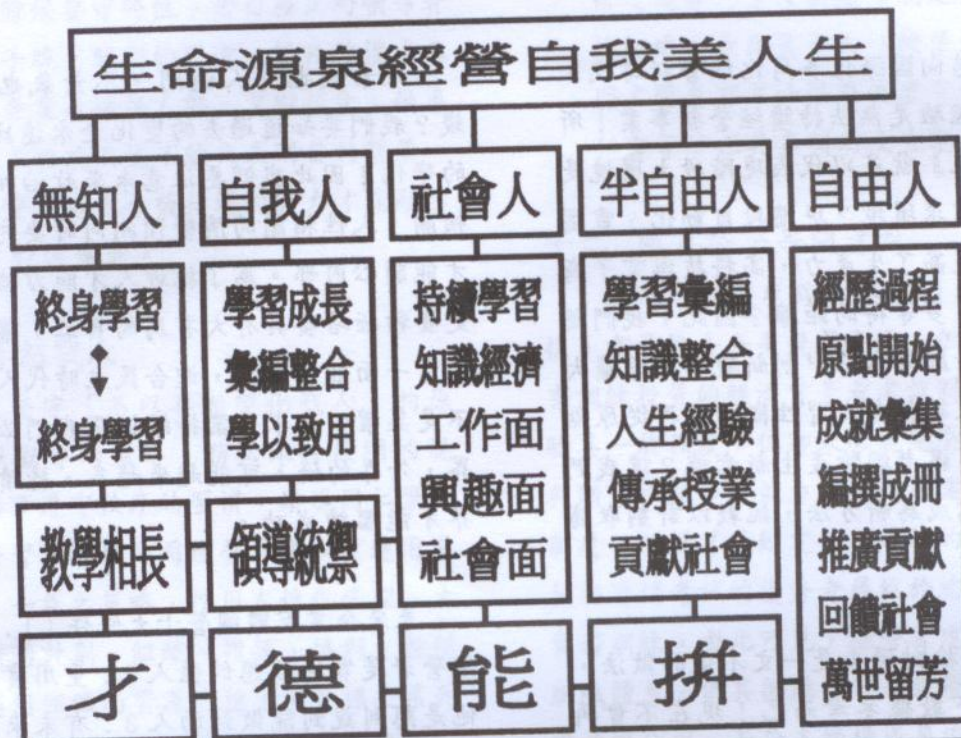 生命源泉經營自我美人生
無知人
自我人
社會人
半自由人
自由人
終身學習
終身學習
學習成長
彙編整合
學以致用
持續學習
知識經濟
工作面
興趣面
社會面
學習彙編
知識整合
人生經驗
傳承授業
貢獻社會
經歷過程
原點開始
成就彙集
編撰成冊
推廣貢獻
回饋社會
萬世留芳
教學相長
領導統禦
才
德
能
拚